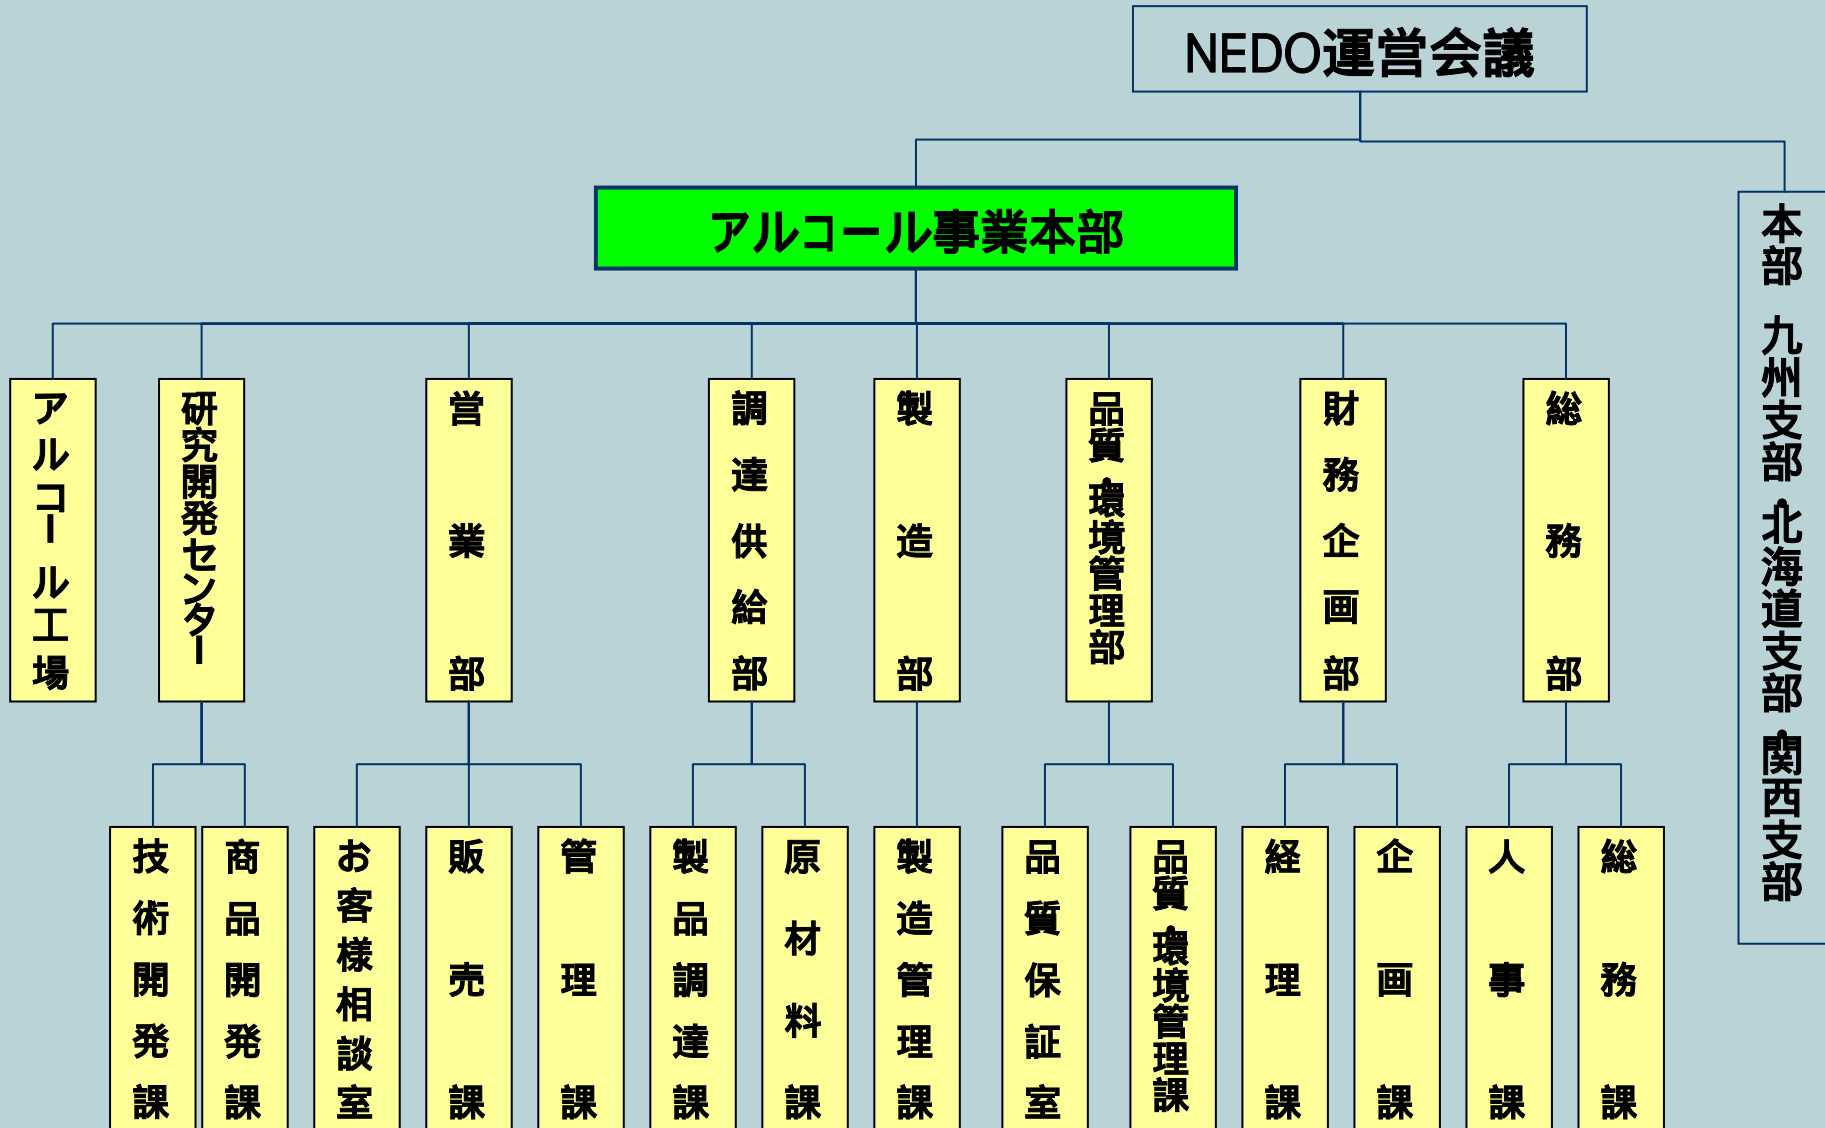 NEDO運営会議
アルコール事業本部
本部　九州支部・北海道支部・関西支部
総務部
財務企画部
品質・環境管理部
製造部
調達供給部
営業部
研究開発センター
アルコール工場
総務課
人事課
企画課
経理課
品質・環境管理課
品質保証室
製造管理課
原材料課
製品調達課
管理課
販売課
お客様相談室
商品開発課
技術開発課